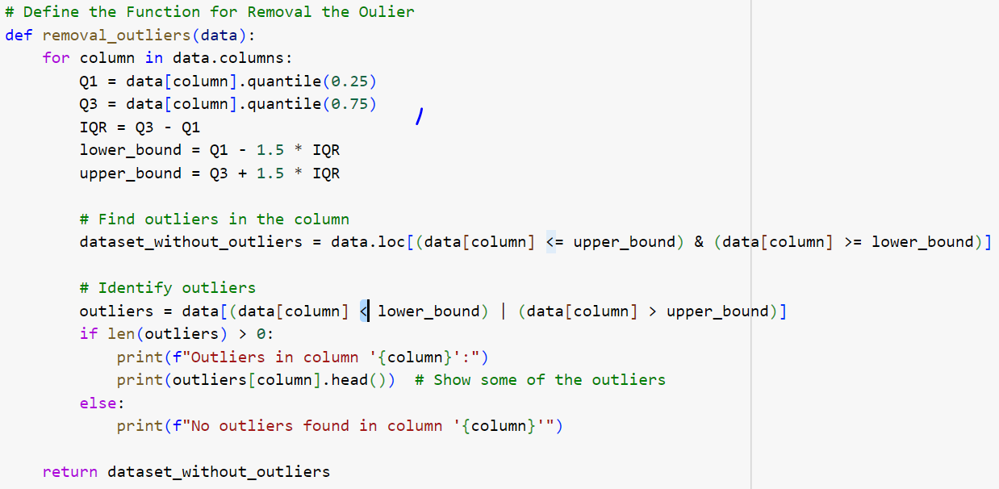 # Define the Function for Removal the Oulier
def removal_outliers(data):
    for column in data.columns:
        Q1 = data[column].quantile(0.25)
        Q3 = data[column].quantile(0.75)
        IQR = Q3 - Q1
        lower_bound = Q1 - 1.5 * IQR
        upper_bound = Q3 + 1.5 * IQR

        # Find outliers in the column
        dataset_without_outliers = data.loc[(data[column] <= upper_bound) & (data[column] >= lower_bound)]

        # Identify outliers
        outliers = data[(data[column] < lower_bound) | (data[column] > upper_bound)]
        if len(outliers) > 0:
            print(f"Outliers in column '{column}':")
            print(outliers[column].head())  # Show some of the outliers
        else:
            print(f"No outliers found in column '{column}'")

    return dataset_without_outliers